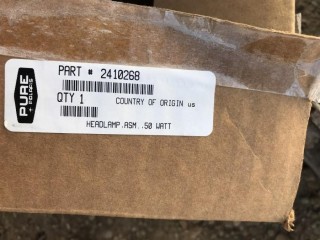 PURE
POLARIS
PART # 2410268
QTY 1
COUNTRY OF ORIGIN us
HEADLAMP.ASM..50 WATT